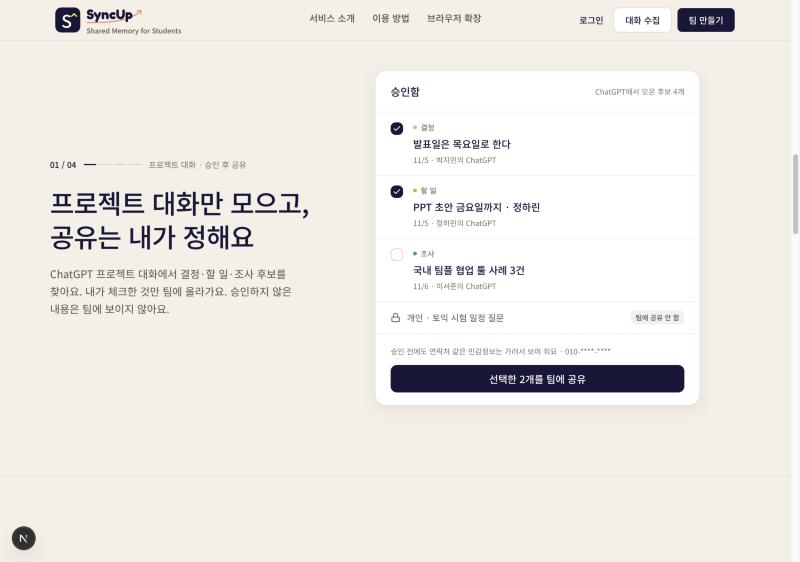 S
SyncUp
Shared Memory for Students
서비스 소개
이용 방법
브라우저 확장
로그인
대화 수집
팀 만들기
01 / 04
프로젝트 대화 · 승인 후 공유
프로젝트 대화만 모으고,
공유는 내가 정해요
ChatGPT 프로젝트 대화에서 결정·할 일·조사 후보를
찾아요. 내가 체크한 것만 팀에 올라가요. 승인하지 않은
내용은 팀에 보이지 않아요.
승인함
ChatGPT에서 모은 후보 4개
결정
발표일은 목요일로 한다
11/5 · 박지민의 ChatGPT
할 일
PPT 초안 금요일까지 · 정하린
11/5 · 정하린의 ChatGPT
조사
국내 팀플 협업 툴 사례 3건
11/6 · 이서준의 ChatGPT
개인 · 토익 시험 일정 질문
팀에 공유 안 함
승인 전에도 연락처 같은 민감정보는 가려서 보여 줘요 · 010-****-****
선택한 2개를 팀에 공유
N